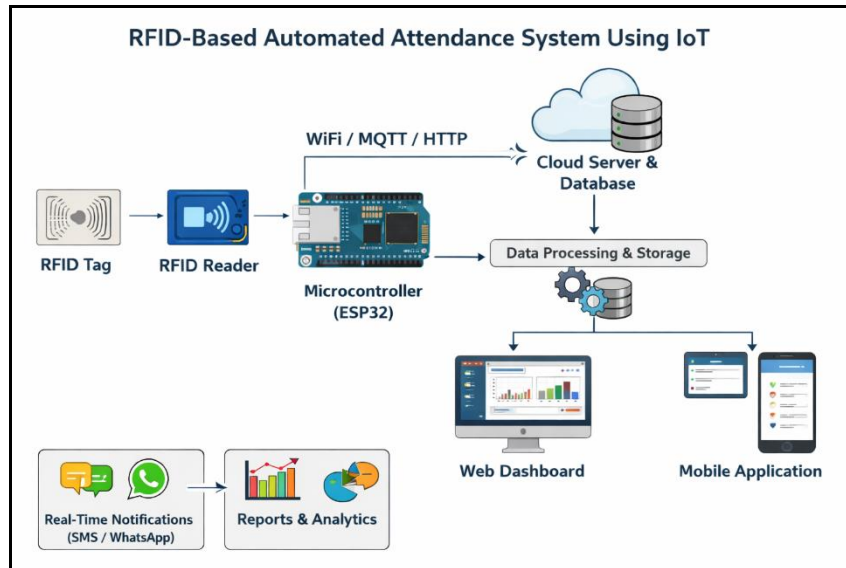 RFID-Based Automated Attendance System Using IoT
WiFi / MQTT / HTTP
Cloud Server &
Database
RFID Tag
RFID Reader
Microcontroller
(ESP32)
Data Processing & Storage
Web Dashboard
Mobile Application
Real-Time Notifications
(SMS / WhatsApp)
Reports & Analytics